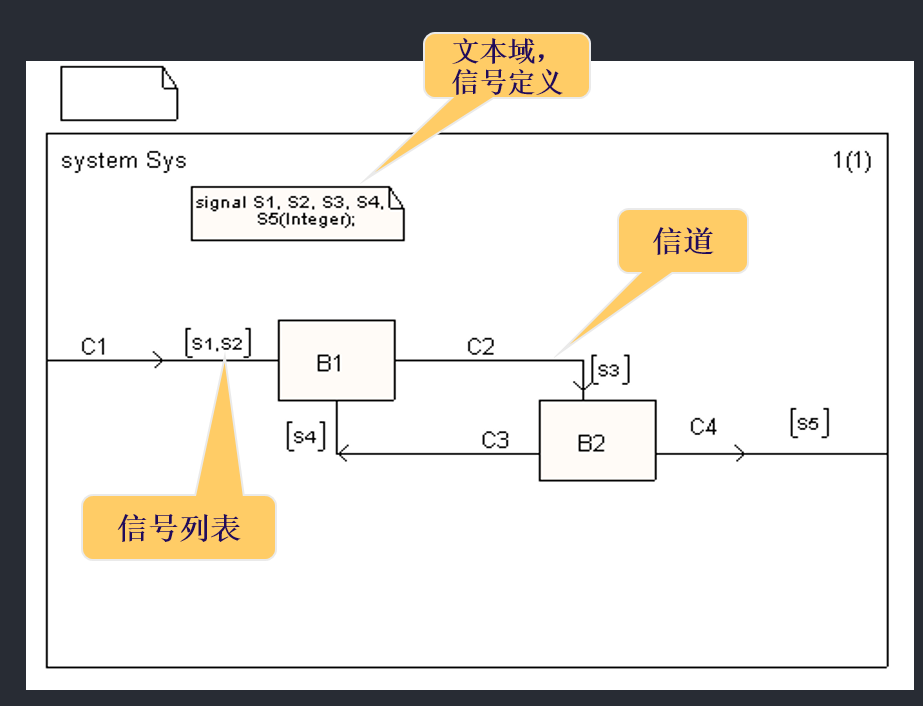 文本域，
信号定义
system Sys
1(1)
signal S1, S2, S3, S4,
S5(Integer);
信道
C1
[S1,S2]
B1
C2
[S3]
[S4]
C3
B2
C4
[S5]
信号列表